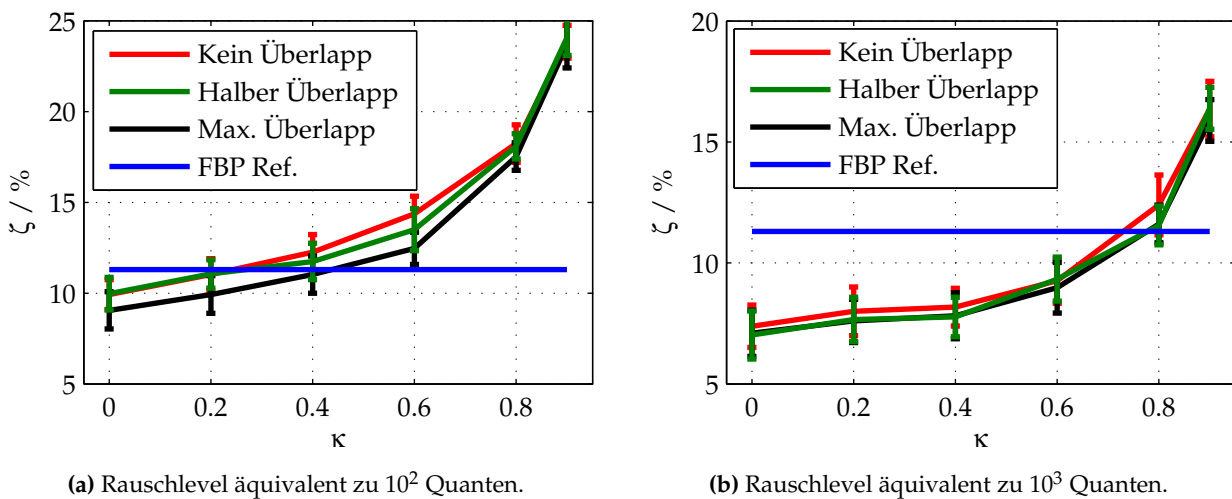 25
20
15
10
5
ζ / %
Kein Überlapp
Halber Überlapp
Max. Überlapp
FBP Ref.
0 0.2 0.4 0.6 0.8
κ
(a) Rauschlevel äquivalent zu 10² Quanten.
20
15
10
5
ζ / %
Kein Überlapp
Halber Überlapp
Max. Überlapp
FBP Ref.
0 0.2 0.4 0.6 0.8
κ
(b) Rauschlevel äquivalent zu 10³ Quanten.